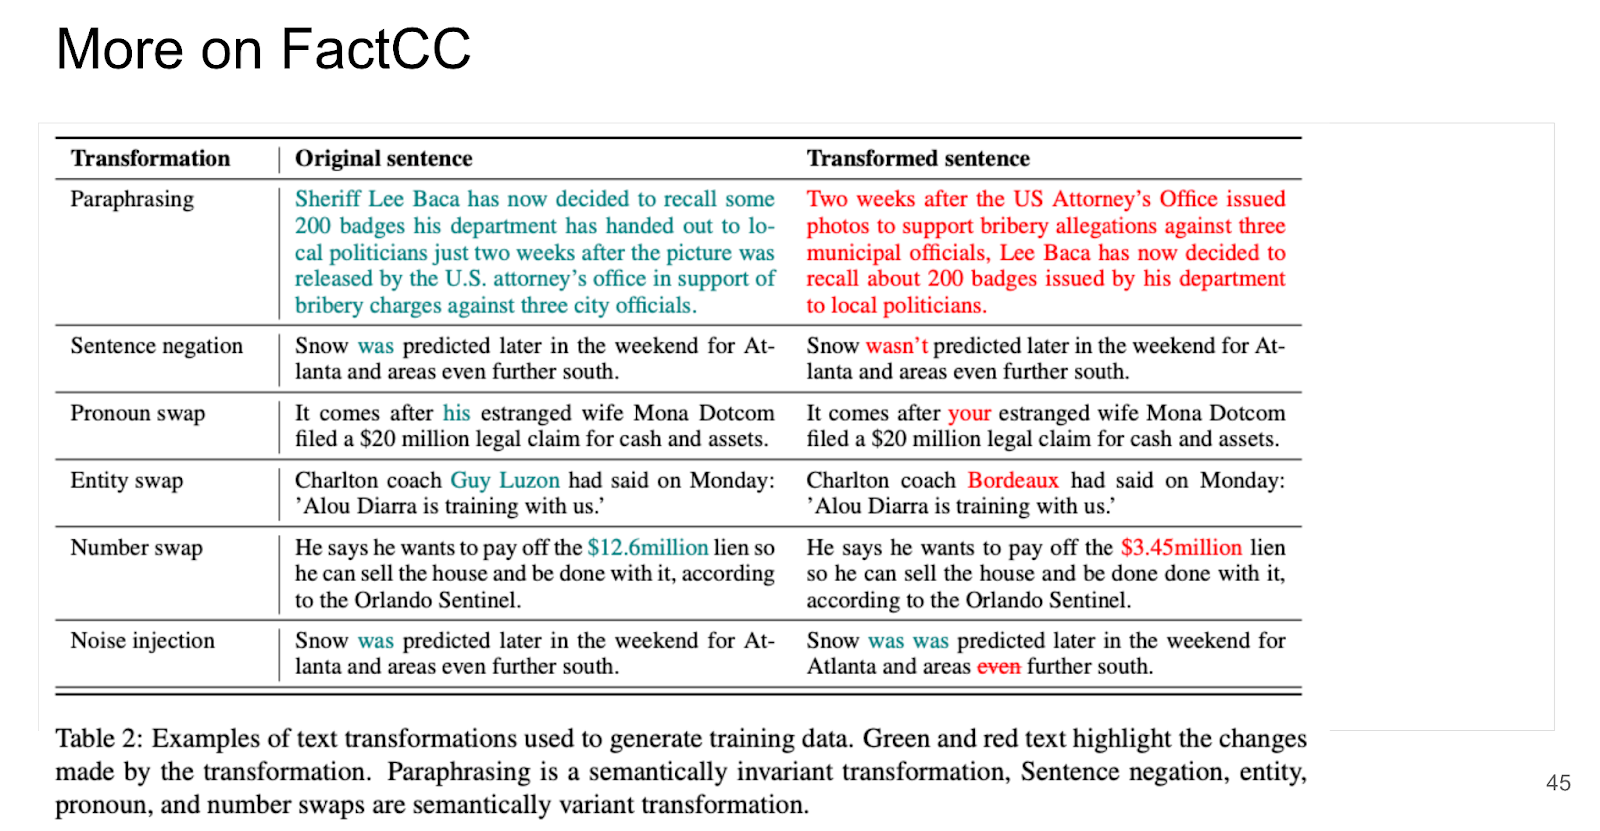 More on FactCC
Transformation Original sentence Transformed sentence
Paraphrasing
Sheriff Lee Baca has now decided to recall some
200 badges his department has handed out to lo-
cal politicians just two weeks after the picture was
released by the U.S. attorney's office in support of
bribery charges against three city officials.
Two weeks after the US Attorney's Office issued
photos to support bribery allegations against three
municipal officials, Lee Baca has now decided to
recall about 200 badges issued by his department
to local politicians.
Sentence negation
Snow was predicted later in the weekend for At-
lanta and areas even further south.
Snow wasn't predicted later in the weekend for At-
lanta and areas even further south.
Pronoun swap
It comes after his estranged wife Mona Dotcom
filed a $20 million legal claim for cash and assets.
It comes after your estranged wife Mona Dotcom
filed a $20 million legal claim for cash and assets.
Entity swap
Charlton coach Guy Luzon had said on Monday:
'Alou Diarra is training with us.'
Charlton coach Bordeaux had said on Monday:
'Alou Diarra is training with us.'
Number swap
He says he wants to pay off the $12.6million lien so
he can sell the house and be done with it, according
to the Orlando Sentinel.
He says he wants to pay off the $3.45million lien
so he can sell the house and be done done with it,
according to the Orlando Sentinel.
Noise injection
Snow was predicted later in the weekend for At-
lanta and areas even further south.
Snow was was predicted later in the weekend for
Atlanta and areas even further south.
Table 2: Examples of text transformations used to generate training data. Green and red text highlight the changes
made by the transformation. Paraphrasing is a semantically invariant transformation, Sentence negation, entity,
pronoun, and number swaps are semantically variant transformation.
45